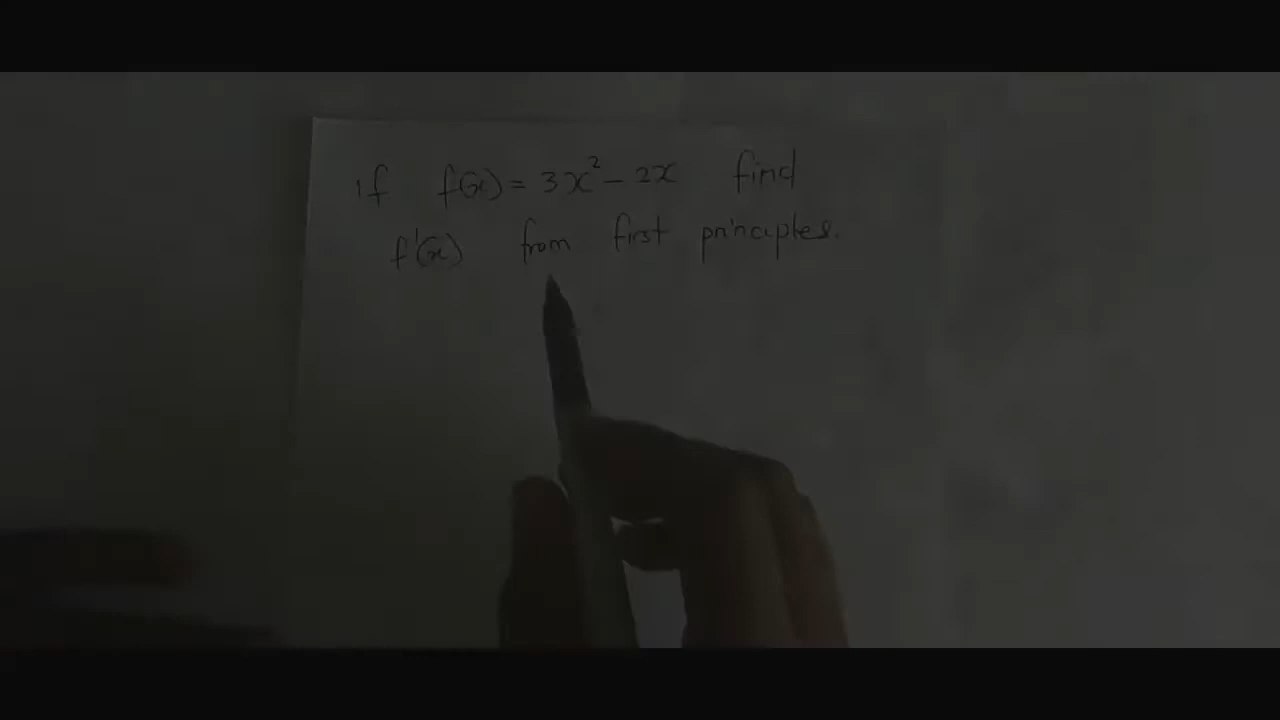 If f(x) = 3x² - 2x find
f'(x) from first principles.